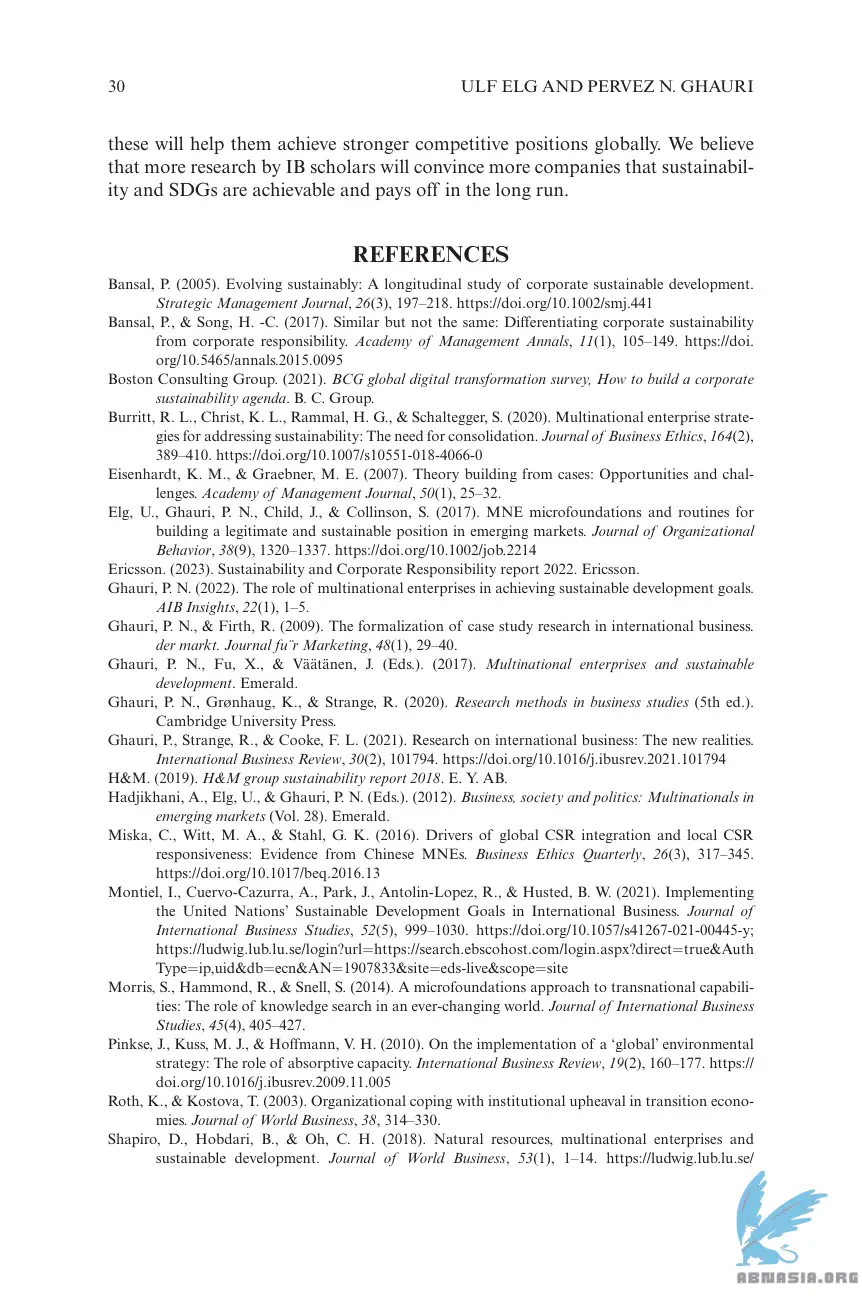 30 ULF ELG AND PERVEZ N. GHAURI
these will help them achieve stronger competitive positions globally. We believe
that more research by IB scholars will convince more companies that sustainabil-
ity and SDGs are achievable and pays off in the long run.
REFERENCES
Bansal, P. (2005). Evolving sustainably: A longitudinal study of corporate sustainable development.
Strategic Management Journal, 26(3), 197–218. https://doi.org/10.1002/smj.441
Bansal, P., & Song, H. -C. (2017). Similar but not the same: Differentiating corporate sustainability
from corporate responsibility. Academy of Management Annals, 11(1), 105–149. https://doi.
org/10.5465/annals.2015.0095
Boston Consulting Group. (2021). BCG global digital transformation survey, How to build a corporate
sustainability agenda. B. C. Group.
Burritt, R. L., Christ, K. L., Rammal, H. G., & Schaltegger, S. (2020). Multinational enterprise strate-
gies for addressing sustainability: The need for consolidation. Journal of Business Ethics, 164(2),
389–410. https://doi.org/10.1007/s10551-018-4066-0
Eisenhardt, K. M., & Graebner, M. E. (2007). Theory building from cases: Opportunities and chal-
lenges. Academy of Management Journal, 50(1), 25–32.
Elg, U., Ghauri, P. N., Child, J., & Collinson, S. (2017). MNE microfoundations and routines for
building a legitimate and sustainable position in emerging markets. Journal of Organizational
Behavior, 38(9), 1320–1337. https://doi.org/10.1002/job.2214
Ericsson. (2023). Sustainability and Corporate Responsibility report 2022. Ericsson.
Ghauri, P. N. (2022). The role of multinational enterprises in achieving sustainable development goals.
AIB Insights, 22(1), 1–5.
Ghauri, P. N., & Firth, R. (2009). The formalization of case study research in international business.
der markt. Journal fu¨r Marketing, 48(1), 29–40.
Ghauri, P. N., Fu, X., & Väätänen, J. (Eds.). (2017). Multinational enterprises and sustainable
development. Emerald.
Ghauri, P. N., Grønhaug, K., & Strange, R. (2020). Research methods in business studies (5th ed.).
Cambridge University Press.
Ghauri, P., Strange, R., & Cooke, F. L. (2021). Research on international business: The new realities.
International Business Review, 30(2), 101794. https://doi.org/10.1016/j.ibusrev.2021.101794
H&M. (2019). H&M group sustainability report 2018. E. Y. AB.
Hadjikhani, A., Elg, U., & Ghauri, P. N. (Eds.). (2012). Business, society and politics: Multinationals in
emerging markets (Vol. 28). Emerald.
Miska, C., Witt, M. A., & Stahl, G. K. (2016). Drivers of global CSR integration and local CSR
responsiveness: Evidence from Chinese MNEs. Business Ethics Quarterly, 26(3), 317–345.
https://doi.org/10.1017/beq.2016.13
Montiel, I., Cuervo-Cazurra, A., Park, J., Antolin-Lopez, R., & Husted, B. W. (2021). Implementing
the United Nations’ Sustainable Development Goals in International Business. Journal of
International Business Studies, 52(5), 999–1030. https://doi.org/10.1057/s41267-021-00445-y;
https://ludwig.lub.lu.se/login?url=https://search.ebscohost.com/login.aspx?direct=true&Auth
Type=ip,uid&db=ecn&AN=1907833&site=eds-live&scope=site
Morris, S., Hammond, R., & Snell, S. (2014). A microfoundations approach to transnational capabili-
ties: The role of knowledge search in an ever-changing world. Journal of International Business
Studies, 45(4), 405–427.
Pinkse, J., Kuss, M. J., & Hoffmann, V. H. (2010). On the implementation of a ‘global’ environmental
strategy: The role of absorptive capacity. International Business Review, 19(2), 160–177. https://
doi.org/10.1016/j.ibusrev.2009.11.005
Roth, K., & Kostova, T. (2003). Organizational coping with institutional upheaval in transition econo-
mies. Journal of World Business, 38, 314–330.
Shapiro, D., Hobdari, B., & Oh, C. H. (2018). Natural resources, multinational enterprises and
sustainable development. Journal of World Business, 53(1), 1–14. https://ludwig.lub.lu.se/
ABNASIA.ORG